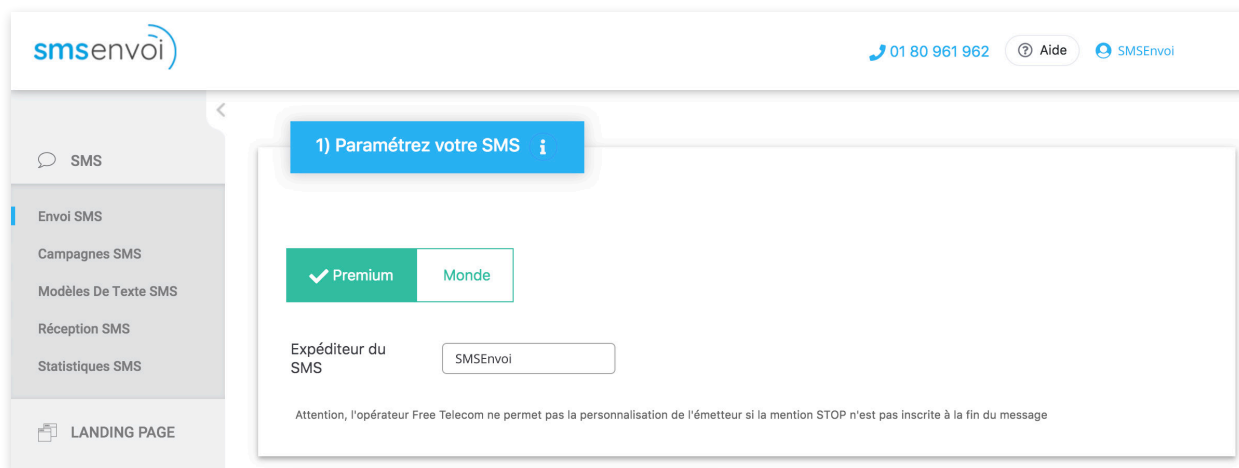 smsenvoi
01 80 961 962
Aide
SMSEnvoi
SMS
Envoi SMS
Campagnes SMS
Modèles De Texte SMS
Réception SMS
Statistiques SMS
LANDING PAGE
1) Paramétrez votre SMS
Premium
Monde
Expéditeur du
SMS
SMSEnvoi
Attention, l'opérateur Free Telecom ne permet pas la personnalisation de l'émetteur si la mention STOP n'est pas inscrite à la fin du message